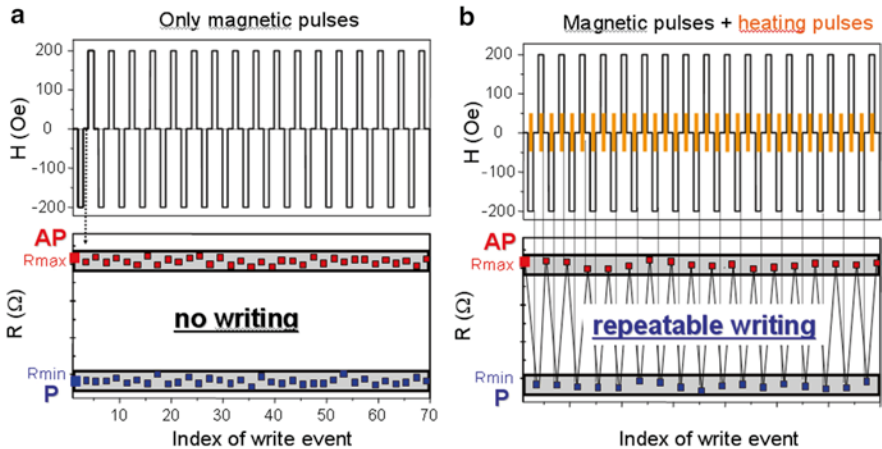 a
Only magnetic pulses
200
100
0
-100
-200
H (Oe)
AP
Rmax
R (Ω)
no writing
Rmin
P
10 20 30 40 50 60 70
Index of write event
b
Magnetic pulses + heating pulses
200
100
0
-100
-200
H (Oe)
AP
Rmax
R (Ω)
repeatable writing
Rmin
P
Index of write event